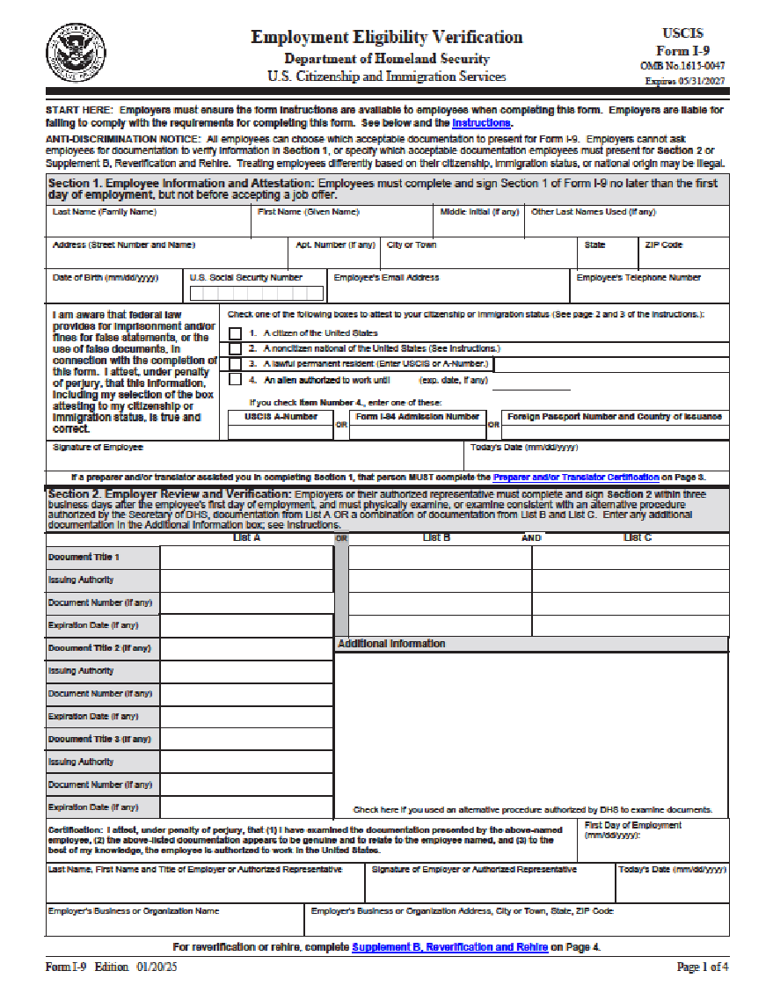 Employment Eligibility Verification
Department of Homeland Security
U.S. Citizenship and Immigration Services
USCIS
Form I-9
OMB No.1615-0047
Expires 05/31/2027
START HERE: Employers must ensure the form instructions are available to employees when completing this form. Employers are liable for
failing to comply with the requirements for completing this form. See below and the Instructions.
ANTI-DISCRIMINATION NOTICE: All employees can choose which acceptable documentation to present for Form I-9. Employers cannot ask
employees for documentation to verify information in Section 1, or specify which acceptable documentation employees must present for Section 2 or
Supplement B, Reverification and Rehire. Treating employees differently based on their citizenship, immigration status, or national origin may be illegal.
Section 1. Employee Information and Attestation: Employees must complete and sign Section 1 of Form I-9 no later than the first
day of employment, but not before accepting a job offer.
Last Name (Family Name) First Name (Given Name) Middle Initial (if any) Other Last Names Used (if any)
Address (Street Number and Name) Apt. Number (if any) City or Town State ZIP Code
Date of Birth (mm/dd/yyyy) U.S. Social Security Number Employee's Email Address Employee's Telephone Number
I am aware that federal law
provides for imprisonment and/or
fines for false statements, or the
use of false documents, in
connection with the completion of
this form. I attest, under penalty
of perjury, that this information,
including my selection of the box
attesting to my citizenship or
immigration status, is true and
correct.
Check one of the following boxes to attest to your citizenship or immigration status (See page 2 and 3 of the instructions.):
1. A citizen of the United States
2. A noncitizen national of the United States (See Instructions.)
3. A lawful permanent resident (Enter USCIS or A-Number.)
4. An alien authorized to work until (exp. date, if any)
If you check Item Number 4., enter one of these:
USCIS A-Number OR Form I-94 Admission Number OR Foreign Passport Number and Country of Issuance
Signature of Employee Today's Date (mm/dd/yyyy)
If a preparer and/or translator assisted you in completing Section 1, that person MUST complete the Preparer and/or Translator Certification on Page 3.
Section 2. Employer Review and Verification: Employers or their authorized representative must complete and sign Section 2 within three
business days after the employee's first day of employment, and must physically examine, or examine consistent with an alternative procedure
authorized by the Secretary of DHS, documentation from List A OR a combination of documentation from List B and List C. Enter any additional
documentation in the Additional Information box; see Instructions.
List A OR List B AND List C
Document Title 1
Issuing Authority
Document Number (if any)
Expiration Date (if any)
Document Title 2 (if any) Additional Information
Issuing Authority
Document Number (if any)
Expiration Date (if any)
Document Title 3 (if any)
Issuing Authority
Document Number (if any)
Expiration Date (if any) Check here if you used an alternative procedure authorized by DHS to examine documents.
Certification: I attest, under penalty of perjury, that (1) I have examined the documentation presented by the above-named
employee, (2) the above-listed documentation appears to be genuine and to relate to the employee named, and (3) to the
best of my knowledge, the employee is authorized to work in the United States.
First Day of Employment
(mm/dd/yyyy):
Last Name, First Name and Title of Employer or Authorized Representative Signature of Employer or Authorized Representative Today's Date (mm/dd/yyyy)
Employer's Business or Organization Name Employer's Business or Organization Address, City or Town, State, ZIP Code
For reverification or rehire, complete Supplement B, Reverification and Rehire on Page 4.
Form I-9 Edition 01/20/25 Page 1 of 4